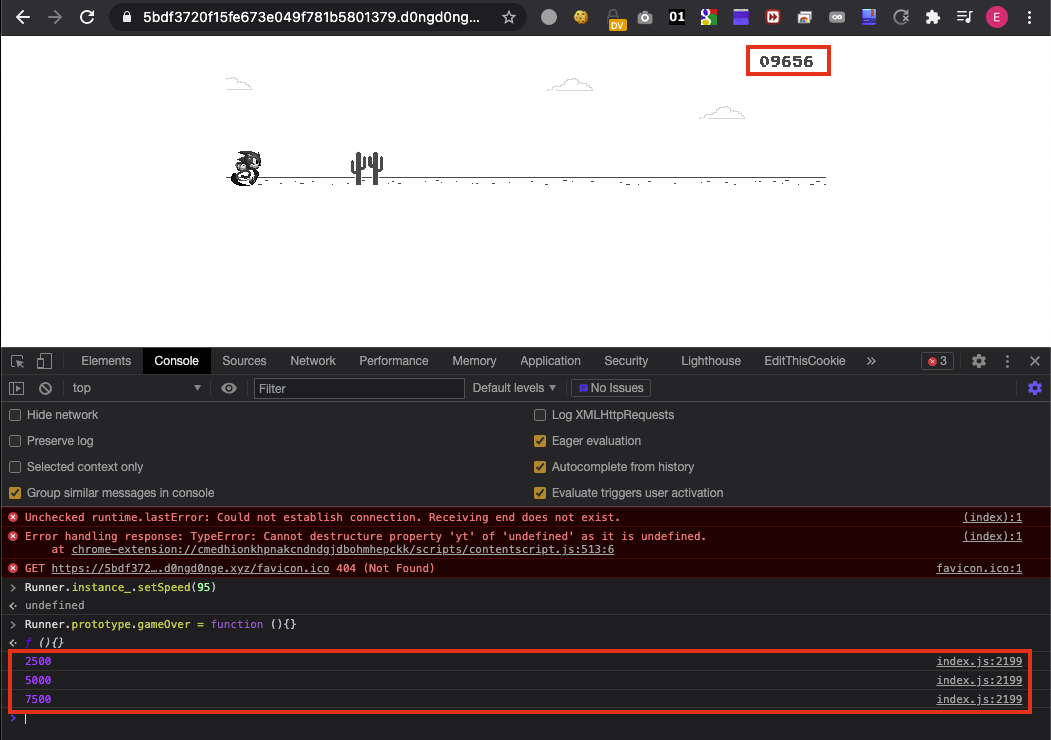 5bdf3720f15fe673e049f781b5801379.d0ngd0ng...
DV
01
E
09656
Elements Console Sources Network Performance Memory Application Security Lighthouse EditThisCookie » 3
top Filter Default levels No Issues
Hide network Log XMLHttpRequests
Preserve log Eager evaluation
Selected context only Autocomplete from history
Group similar messages in console Evaluate triggers user activation
Unchecked runtime.lastError: Could not establish connection. Receiving end does not exist. (index):1
Error handling response: TypeError: Cannot destructure property 'yt' of 'undefined' as it is undefined. (index):1
at chrome-extension://cmedhionkhpnakcndndgjdbohmhepckk/scripts/contentscript.js:513:6
GET https://5bdf372….d0ngd0nge.xyz/favicon.ico 404 (Not Found) favicon.ico:1
> Runner.instance_.setSpeed(95)
undefined
> Runner.prototype.gameOver = function (){}
f (){}
2500 index.js:2199
5000 index.js:2199
7500 index.js:2199
>